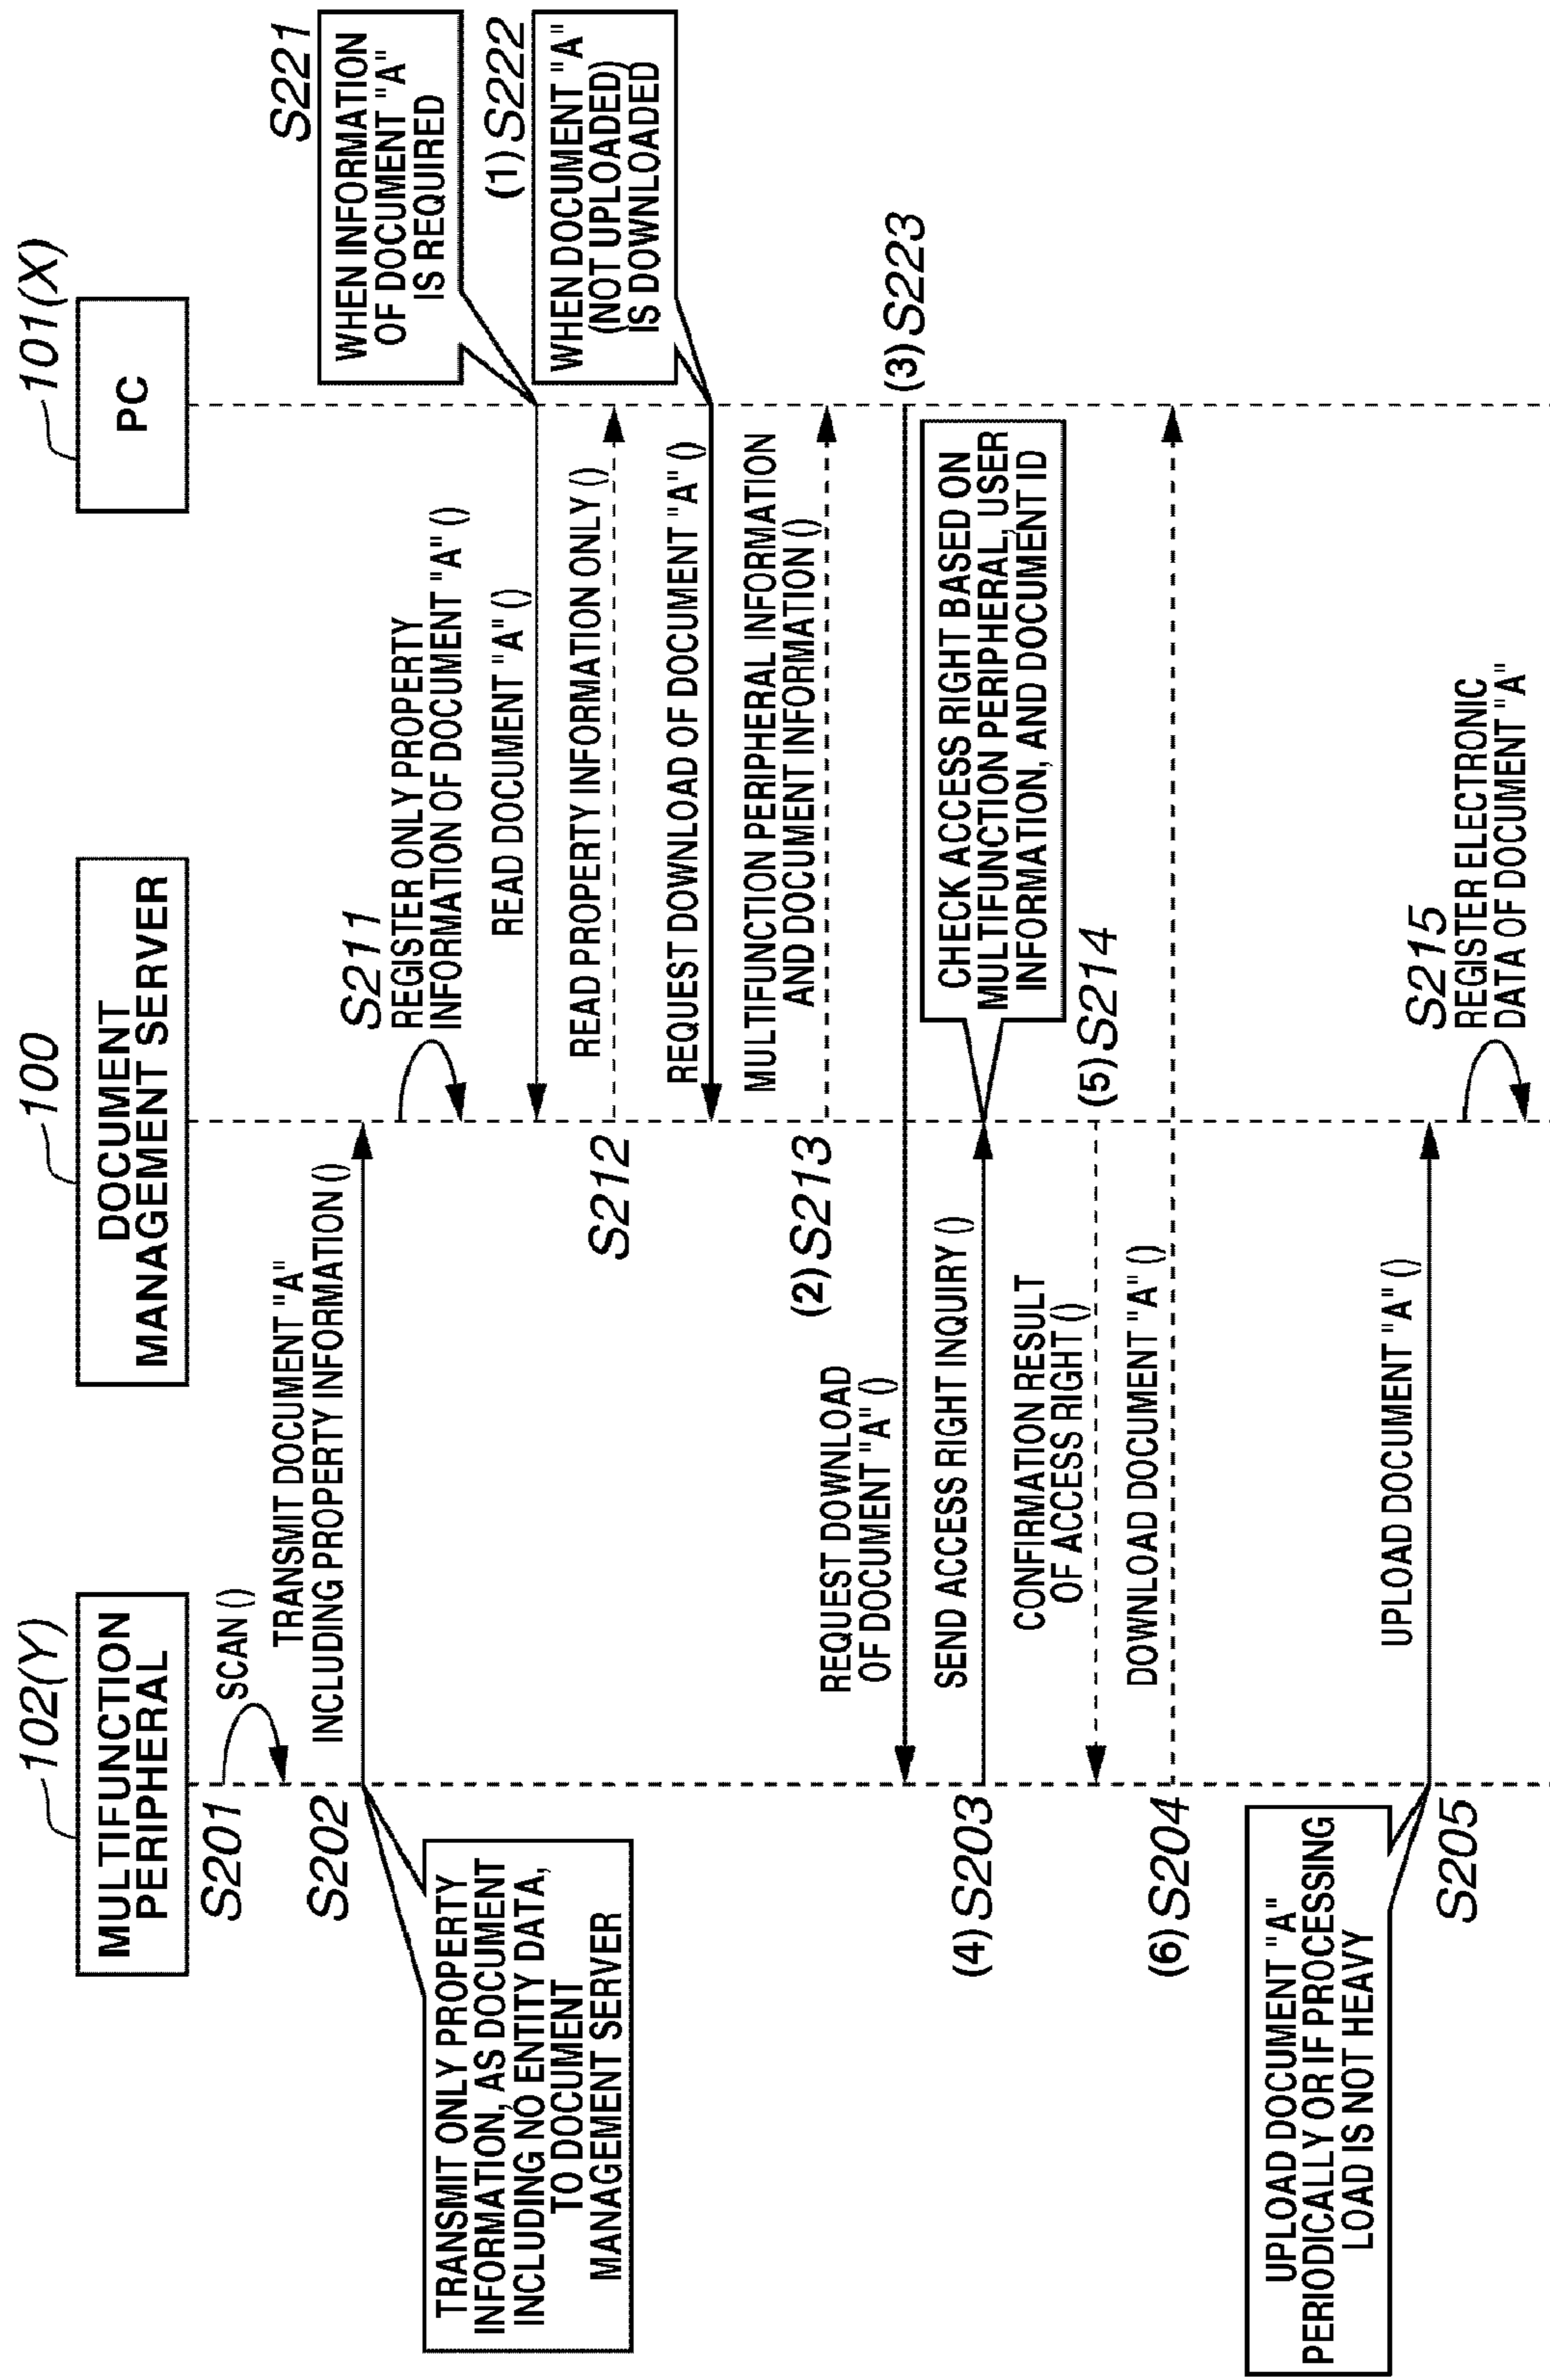 102(Y)
MULTIFUNCTION
PERIPHERAL
100
DOCUMENT
MANAGEMENT SERVER
101(X)
PC
S201
SCAN ()
S202
TRANSMIT DOCUMENT "A"
INCLUDING PROPERTY INFORMATION ()
TRANSMIT ONLY PROPERTY
INFORMATION, AS DOCUMENT
INCLUDING NO ENTITY DATA,
TO DOCUMENT
MANAGEMENT SERVER
S211
REGISTER ONLY PROPERTY
INFORMATION OF DOCUMENT "A" ()
S221
WHEN INFORMATION
OF DOCUMENT "A"
IS REQUIRED
READ DOCUMENT "A" ()
S212
READ PROPERTY INFORMATION ONLY ()
(1) S222
WHEN DOCUMENT "A"
(NOT UPLOADED)
IS DOWNLOADED
REQUEST DOWNLOAD OF DOCUMENT "A" ()
(2) S213
MULTIFUNCTION PERIPHERAL INFORMATION
AND DOCUMENT INFORMATION ()
(3) S223
REQUEST DOWNLOAD
OF DOCUMENT "A" ()
(4) S203
SEND ACCESS RIGHT INQUIRY ()
CHECK ACCESS RIGHT BASED ON
MULTIFUNCTION PERIPHERAL, USER
INFORMATION, AND DOCUMENT ID
(5) S214
CONFIRMATION RESULT
OF ACCESS RIGHT ()
(6) S204
DOWNLOAD DOCUMENT "A" ()
UPLOAD DOCUMENT "A"
PERIODICALLY OR IF PROCESSING
LOAD IS NOT HEAVY
S205
UPLOAD DOCUMENT "A" ()
S215
REGISTER ELECTRONIC
DATA OF DOCUMENT "A"